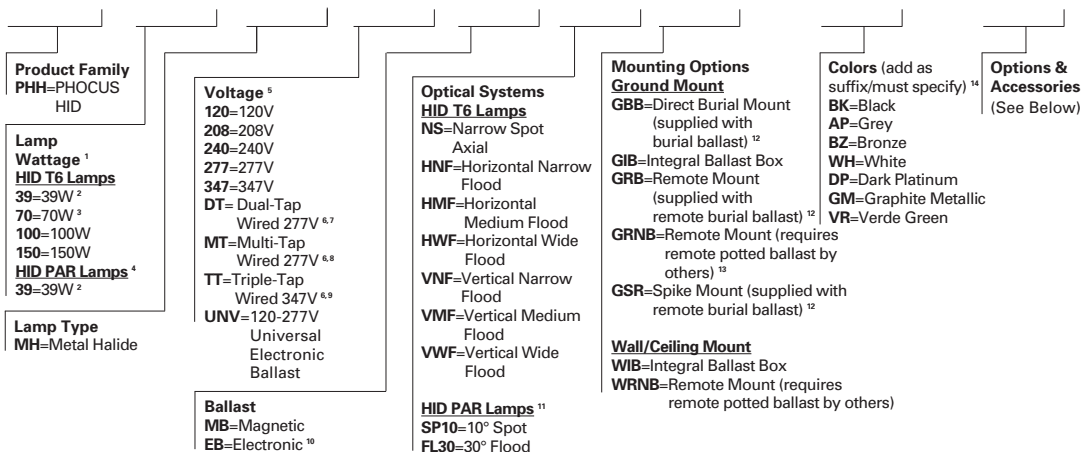 Product Family
PHH=PHOCUS
HID
Lamp
Wattage ¹
HID T6 Lamps
39=39W ²
70=70W ³
100=100W
150=150W
HID PAR Lamps ⁴
39=39W ²
Lamp Type
MH=Metal Halide
Voltage ⁵
120=120V
208=208V
240=240V
277=277V
347=347V
DT= Dual-Tap
Wired 277V ⁶,⁷
MT=Multi-Tap
Wired 277V ⁶,⁸
TT=Triple-Tap
Wired 347V ⁶,⁹
UNV=120-277V
Universal
Electronic
Ballast
Ballast
MB=Magnetic
EB=Electronic ¹⁰
Optical Systems
HID T6 Lamps
NS=Narrow Spot
Axial
HNF=Horizontal Narrow
Flood
HMF=Horizontal
Medium Flood
HWF=Horizontal Wide
Flood
VNF=Vertical Narrow
Flood
VMF=Vertical Medium
Flood
VWF=Vertical Wide
Flood
HID PAR Lamps ¹¹
SP10=10° Spot
FL30=30° Flood
Mounting Options
Ground Mount
GBB=Direct Burial Mount
(supplied with
burial ballast) ¹²
GIB=Integral Ballast Box
GRB=Remote Mount
(supplied with
remote burial ballast) ¹²
GRNB=Remote Mount (requires
remote potted ballast by
others) ¹³
GSR=Spike Mount (supplied with
remote burial ballast) ¹²
Wall/Ceiling Mount
WIB=Integral Ballast Box
WRNB=Remote Mount (requires
remote potted ballast by others)
Colors (add as
suffix/must specify) ¹⁴
BK=Black
AP=Grey
BZ=Bronze
WH=White
DP=Dark Platinum
GM=Graphite Metallic
VR=Verde Green
Options &
Accessories
(See Below)